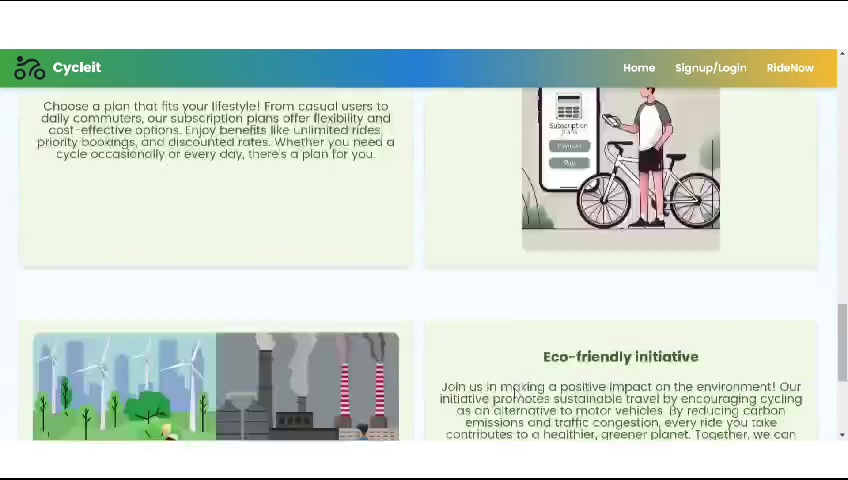 Cycleit
Home Signup/Login RideNow
Choose a plan that fits your lifestyle! From casual users to
daily commuters, our subscription plans offer flexibility and
cost-effective options. Enjoy benefits like unlimited rides,
priority bookings, and discounted rates. Whether you need a
cycle occasionally or every day, there's a plan for you.
Subscription
Payment
Eco-friendly initiative
Join us in making a positive impact on the environment! Our
initiative promotes sustainable travel by encouraging cycling
as an alternative to motor vehicles. By reducing carbon
emissions and traffic congestion, every ride you take
contributes to a healthier, greener planet. Together, we can